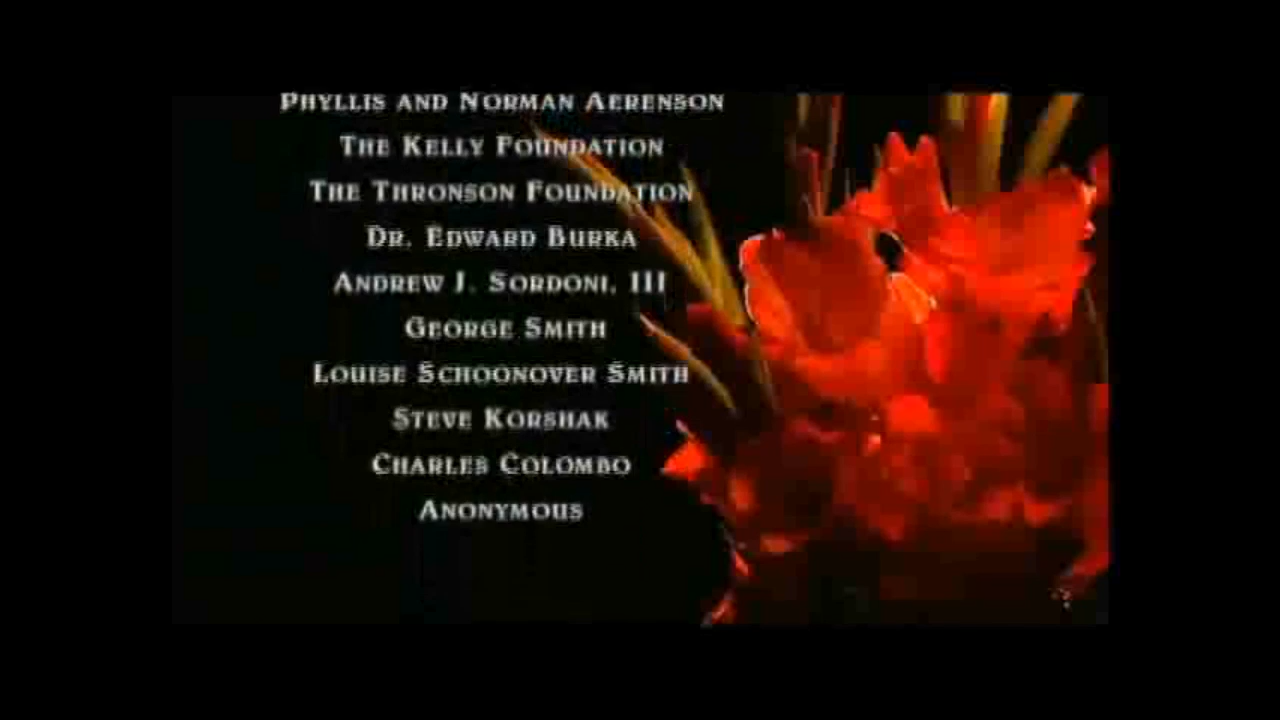 Phyllis and Norman Aerenson
The Kelly Foundation
The Thronson Foundation
Dr. Edward Burka
Andrew J. Sordoni, III
George Smith
Louise Schoonover Smith
Steve Korshak
Charles Colombo
Anonymous